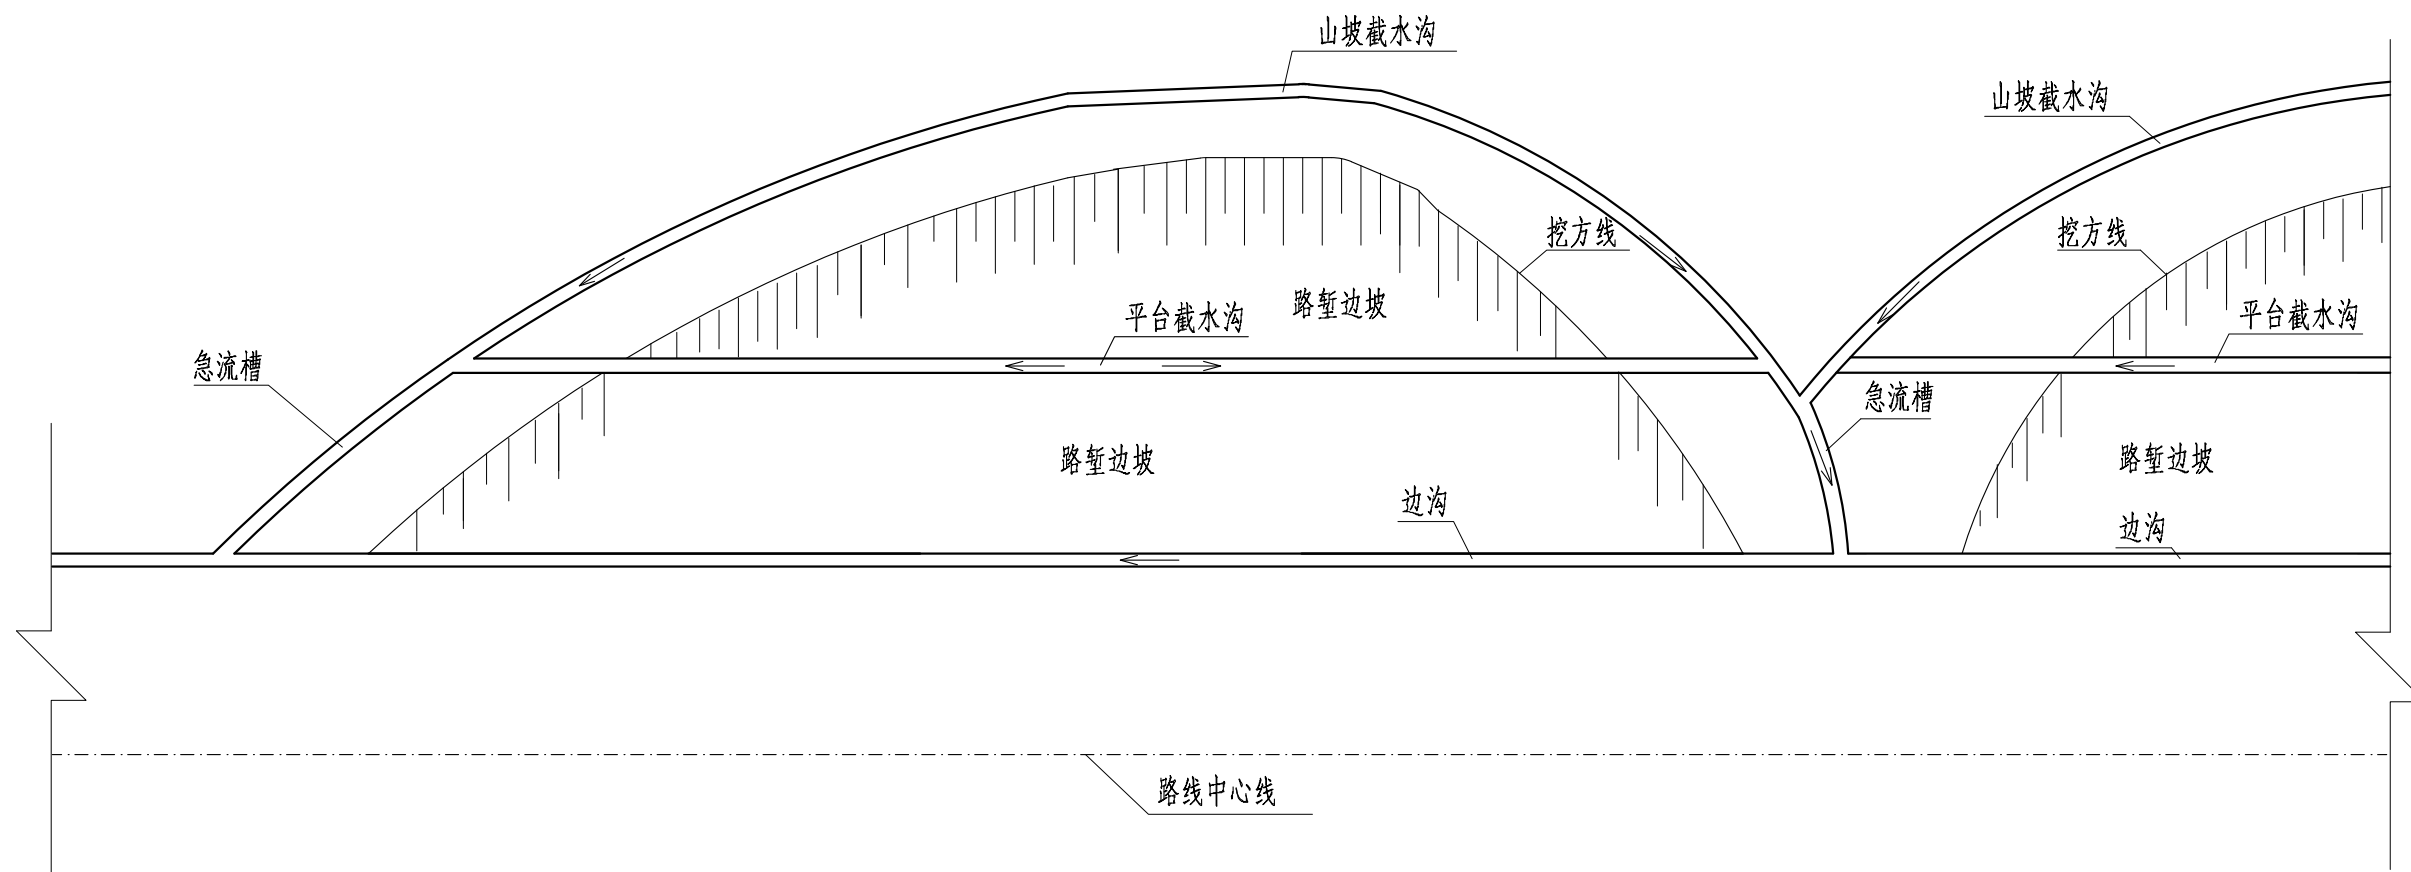 山坡截水沟
山坡截水沟
挖方线
挖方线
路堑边坡
平台截水沟
平台截水沟
急流槽
急流槽
路堑边坡
路堑边坡
边沟
边沟
路线中心线